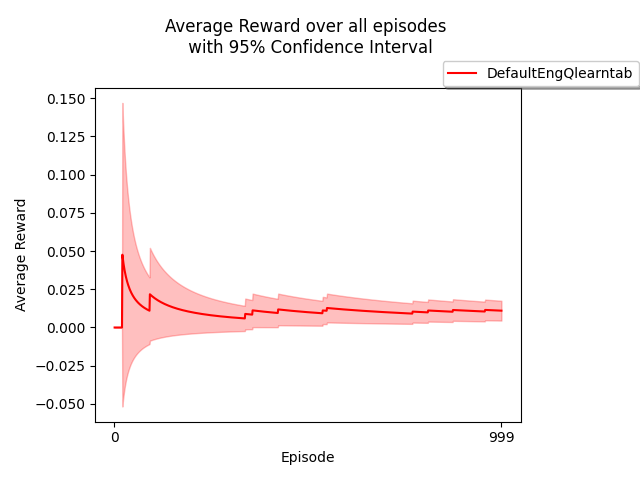 Average Reward over all episodes
with 95% Confidence Interval
DefaultEngQlearntab
0.150
0.125
0.100
0.075
0.050
0.025
0.000
−0.025
−0.050
Average Reward
0
999
Episode